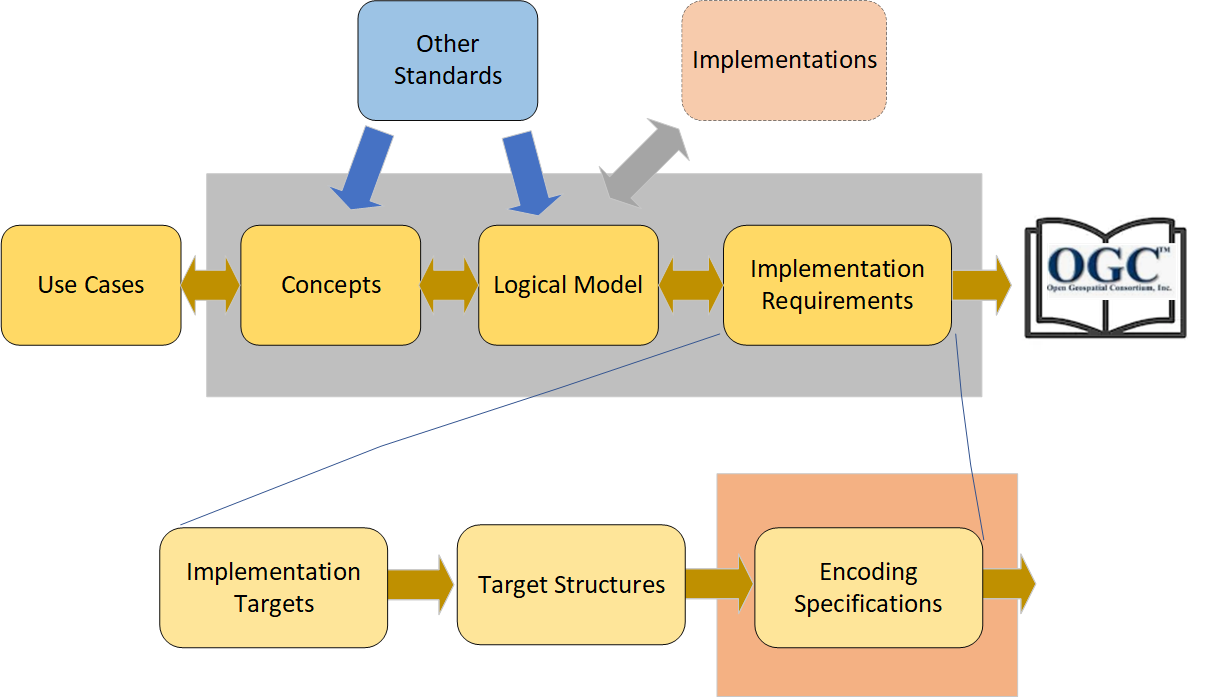 Other
Standards
Implementations
Use Cases
Concepts
Logical Model
Implementation
Requirements
OGC™
Open Geospatial Consortium, Inc.
Implementation
Targets
Target Structures
Encoding
Specifications